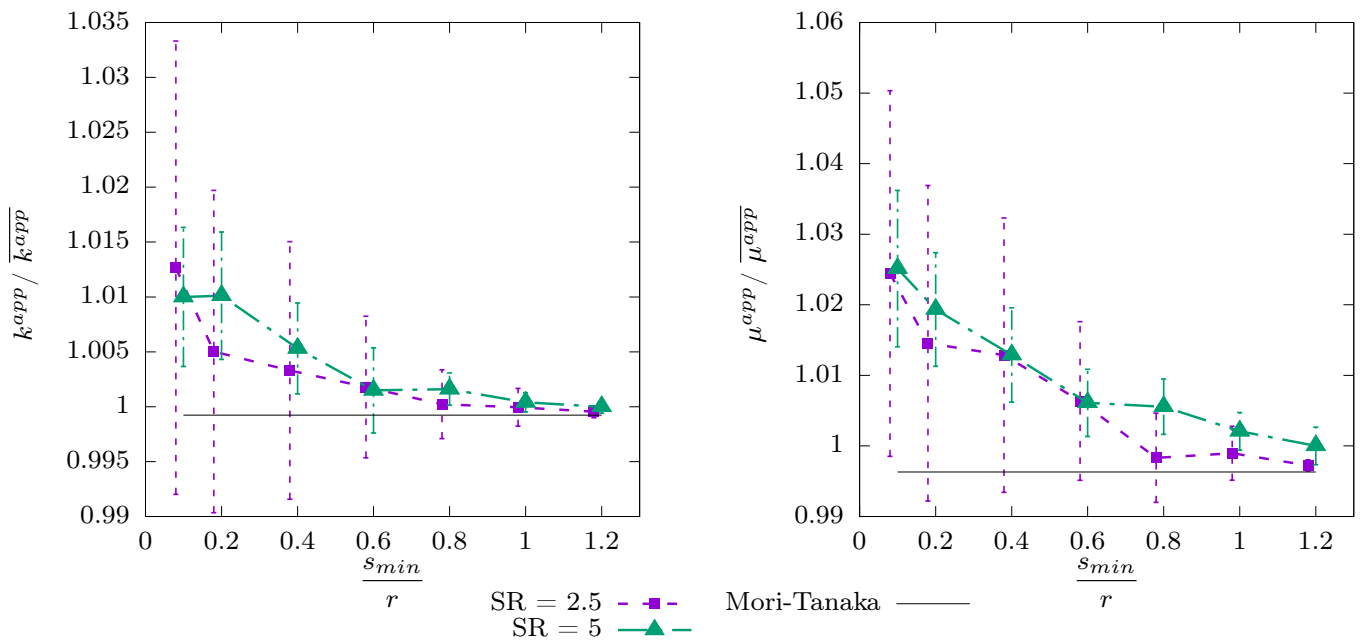 1.035
1.03
1.025
1.02
1.015
1.01
1.005
1
0.995
0.99
k^{app} / \overline{k^{app}}
0 0.2 0.4 0.6 0.8 1 1.2
s_{min}
r
1.06
1.05
1.04
1.03
1.02
1.01
1
0.99
μ^{app} / \overline{μ^{app}}
0 0.2 0.4 0.6 0.8 1 1.2
s_{min}
r
SR = 2.5
SR = 5
Mori-Tanaka